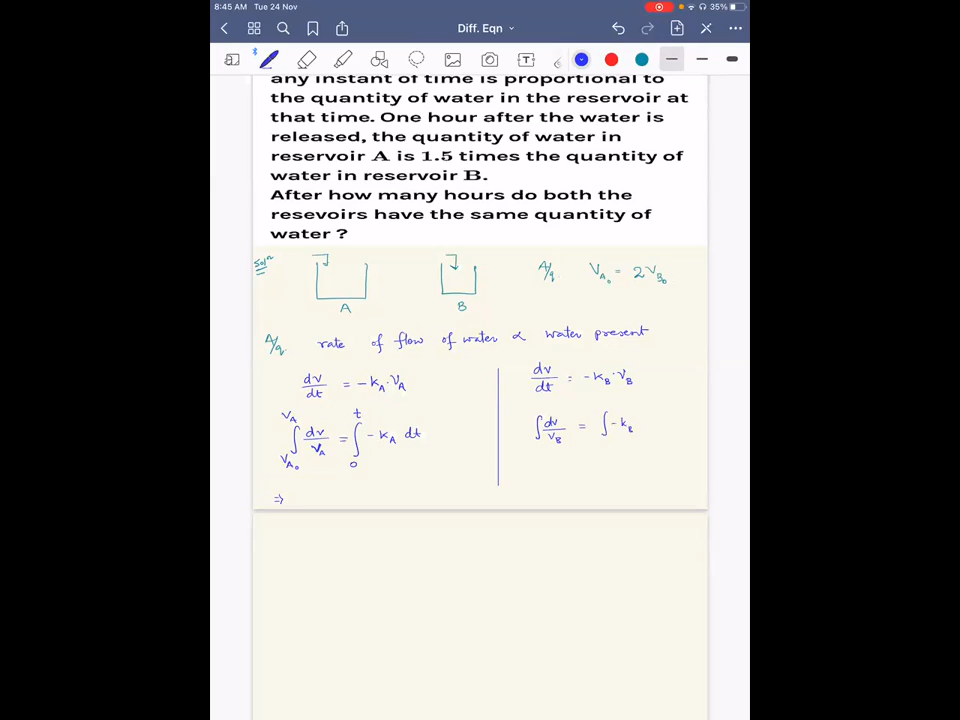 8:45 AM Tue 24 Nov
35%
Diff. Eqn
any instant of time is proportional to
the quantity of water in the reservoir at
that time. One hour after the water is
released, the quantity of water in
reservoir A is 1.5 times the quantity of
water in reservoir B.
After how many hours do both the
resevoirs have the same quantity of
water ?
Solⁿ A B A/q. V_A₀ = 2V_B₀
A/q. rate of flow of water ∝ water present
dv/dt = -k_A·V_A
dv/dt = -k_B·V_B
∫_{V_A₀}^{V_A} dv/V_A = ∫_0^t -k_A dt
∫ dv/V_B = ∫ -k_B
⇒